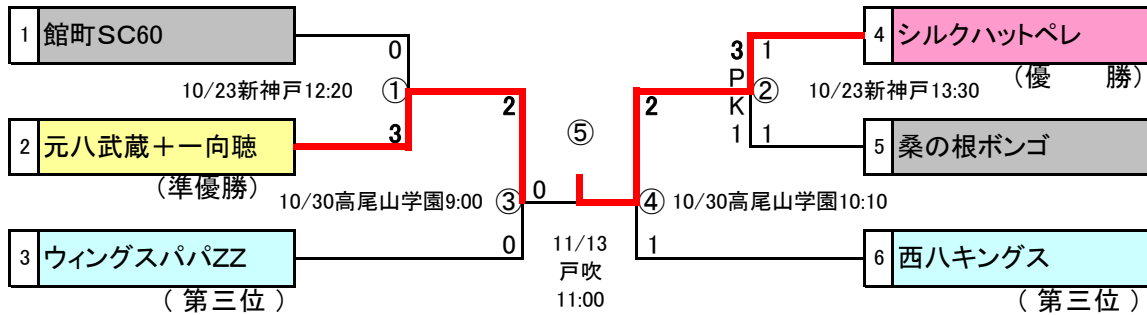 1 館町SC60
0
10/23新神戸12:20 ①
3
2 元八武蔵＋一向聴
(準優勝)
2
10/30高尾山学園9:00 ③
0
3 ウィングスパパZZ
0
( 第三位 )
⑤
0
11/13
戸吹
11:00
4 シルクハットペレ
(優　勝)
3 1
PK
② 10/23新神戸13:30
1 1
5 桑の根ボンゴ
2
④ 10/30高尾山学園10:10
1
6 西八キングス
( 第三位 )